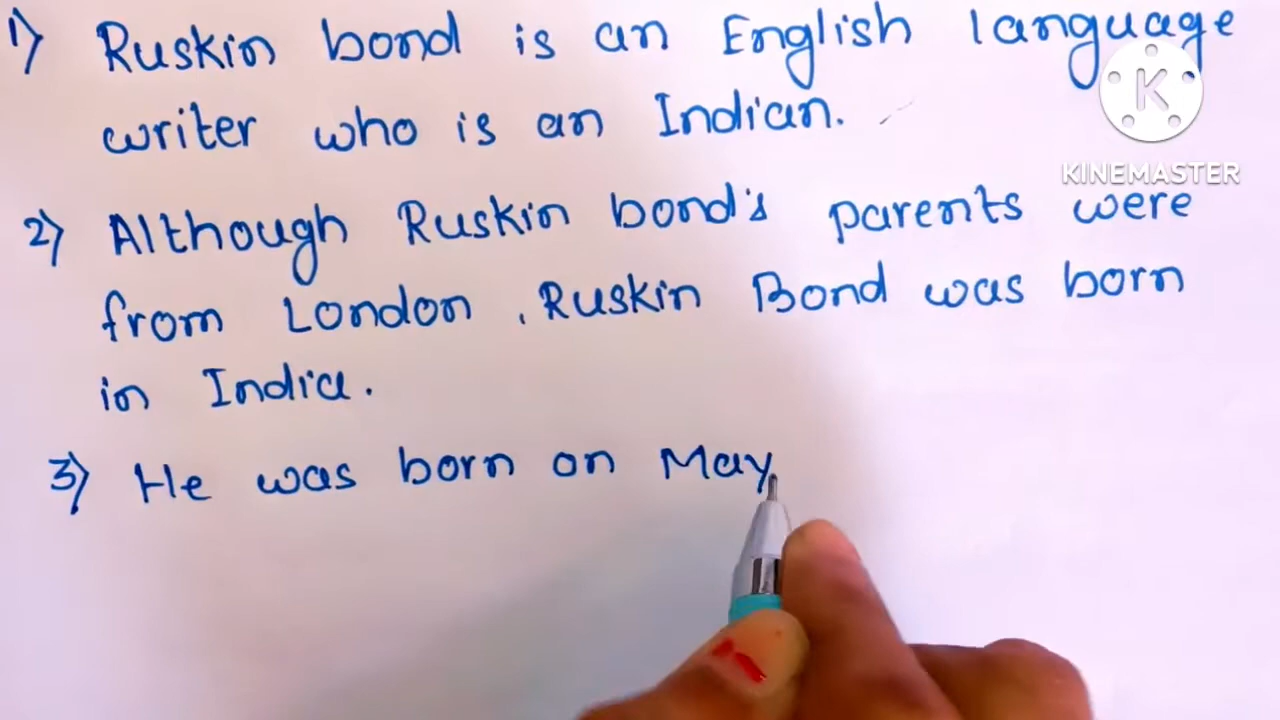 1) Ruskin bond is an English language
writer who is an Indian.
2) Although Ruskin bond's parents were
from London , Ruskin Bond was born
in India.
3) He was born on May
K
KINEMASTER